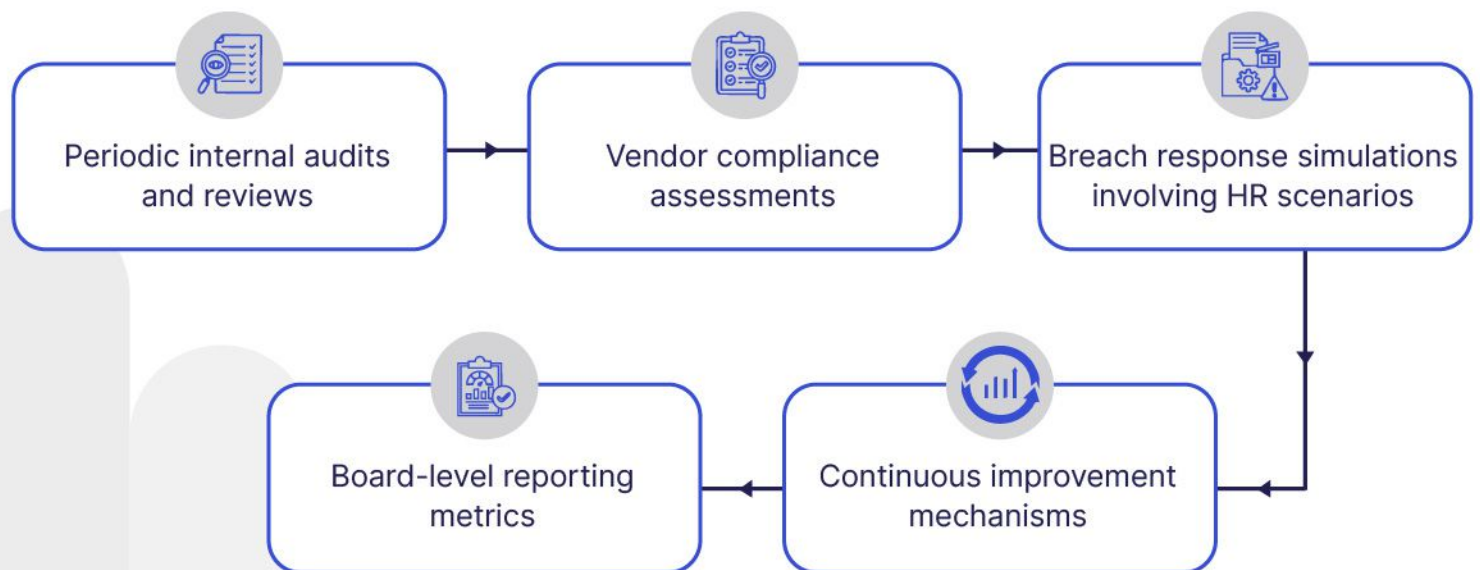 Periodic internal audits
and reviews
Vendor compliance
assessments
Breach response simulations
involving HR scenarios
Continuous improvement
mechanisms
Board-level reporting
metrics